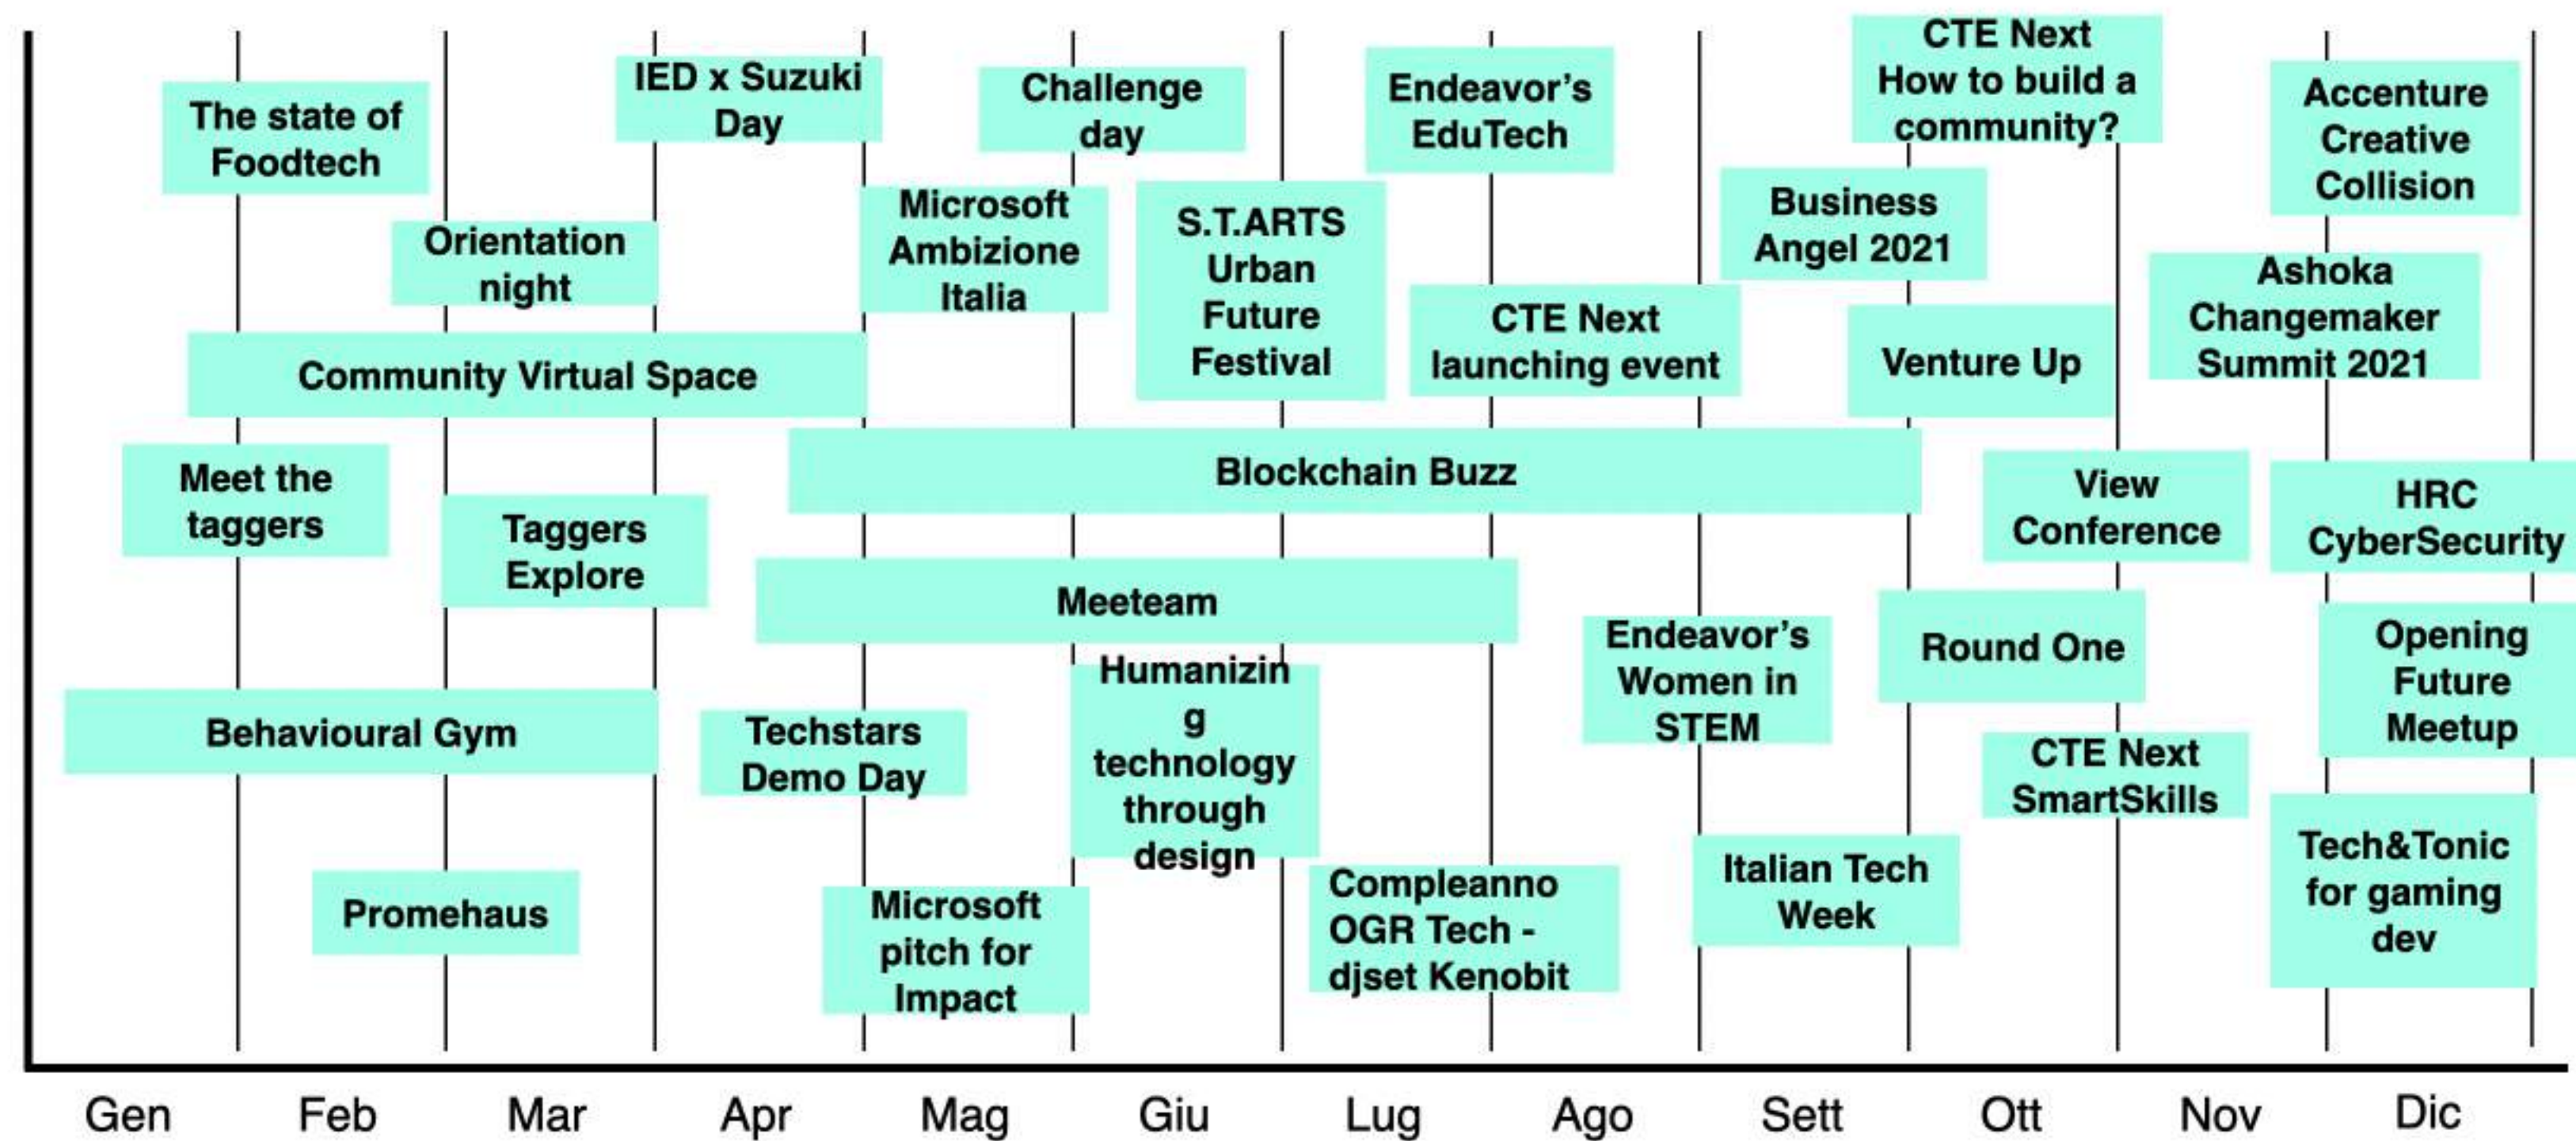 CTE Next
How to build a
community?
IED x Suzuki
Day
Challenge
day
Endeavor’s
EduTech
Accenture
Creative
Collision
The state of
Foodtech
Microsoft
Ambizione
Italia
S.T.ARTS
Urban
Future
Festival
Business
Angel 2021
Orientation
night
Ashoka
Changemaker
Summit 2021
CTE Next
launching event
Venture Up
Community Virtual Space
Blockchain Buzz
Meet the
taggers
View
Conference
HRC
CyberSecurity
Taggers
Explore
Meeteam
Endeavor’s
Women in
STEM
Round One
Opening
Future
Meetup
Humanizin
g
technology
through
design
Behavioural Gym
Techstars
Demo Day
CTE Next
SmartSkills
Tech&Tonic
for gaming
dev
Italian Tech
Week
Compleanno
OGR Tech -
djset Kenobit
Promehaus
Microsoft
pitch for
Impact
Gen Feb Mar Apr Mag Giu Lug Ago Sett Ott Nov Dic